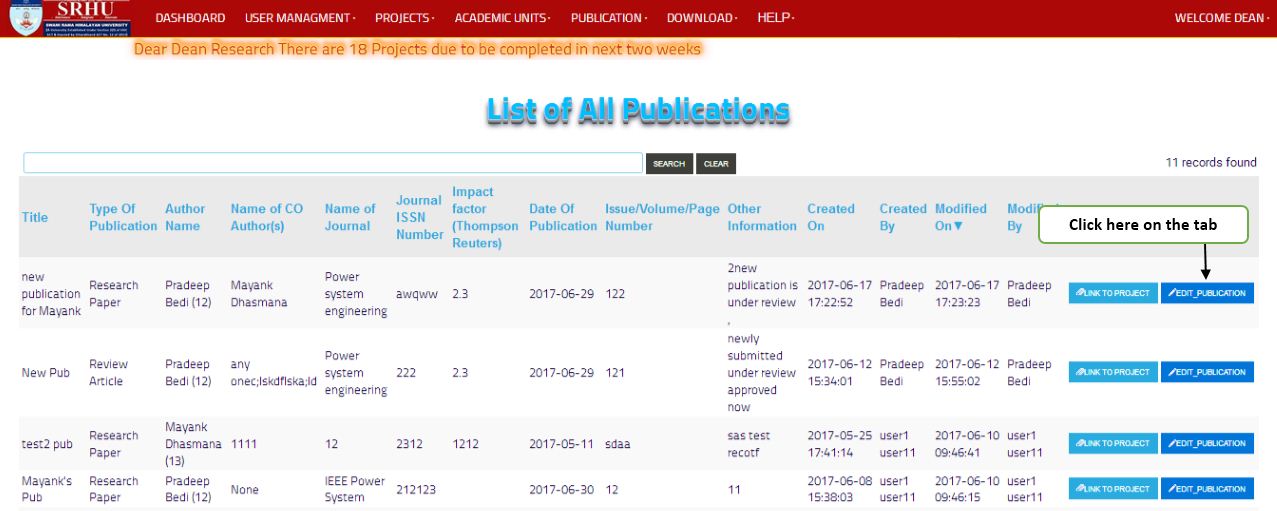 SRHU
SWAMI RAMA HIMALAYAN UNIVERSITY
DASHBOARD USER MANAGMENT PROJECTS ACADEMIC UNITS PUBLICATION DOWNLOAD HELP WELCOME DEAN
Dear Dean Research There are 18 Projects due to be completed in next two weeks
List of All Publications
SEARCH CLEAR 11 records found
Title Type Of Publication Author Name Name of CO Author(s) Name of Journal Journal ISSN Number Impact factor (Thompson Reuters) Date Of Publication Issue/Volume/Page Number Other Information Created On Created By Modified On▼ By
Click here on the tab
new publication for Mayank Research Paper Pradeep Bedi (12) Mayank Dhasmana Power system engineering awqww 2.3 2017-06-29 122 2new publication is under review , 2017-06-17 17:22:52 Pradeep Bedi 2017-06-17 17:23:23 Pradeep Bedi LINK TO PROJECT EDIT_PUBLICATION
New Pub Review Article Pradeep Bedi (12) any onec;lskdflska;ld Power system engineering 222 2.3 2017-06-29 121 newly submitted under review approved now 2017-06-12 15:34:01 Pradeep Bedi 2017-06-12 15:55:02 Pradeep Bedi LINK TO PROJECT EDIT_PUBLICATION
test2 pub Research Paper Mayank Dhasmana (13) 1111 12 2312 1212 2017-05-11 sdaa sas test recotf 2017-05-25 17:41:14 user1 user11 2017-06-10 09:46:41 user1 user11 LINK TO PROJECT EDIT_PUBLICATION
Mayank's Pub Research Paper Pradeep Bedi (12) None IEEE Power System 212123 2017-06-30 12 11 2017-06-08 15:38:03 user1 user11 2017-06-10 09:46:15 user1 user11 LINK TO PROJECT EDIT_PUBLICATION